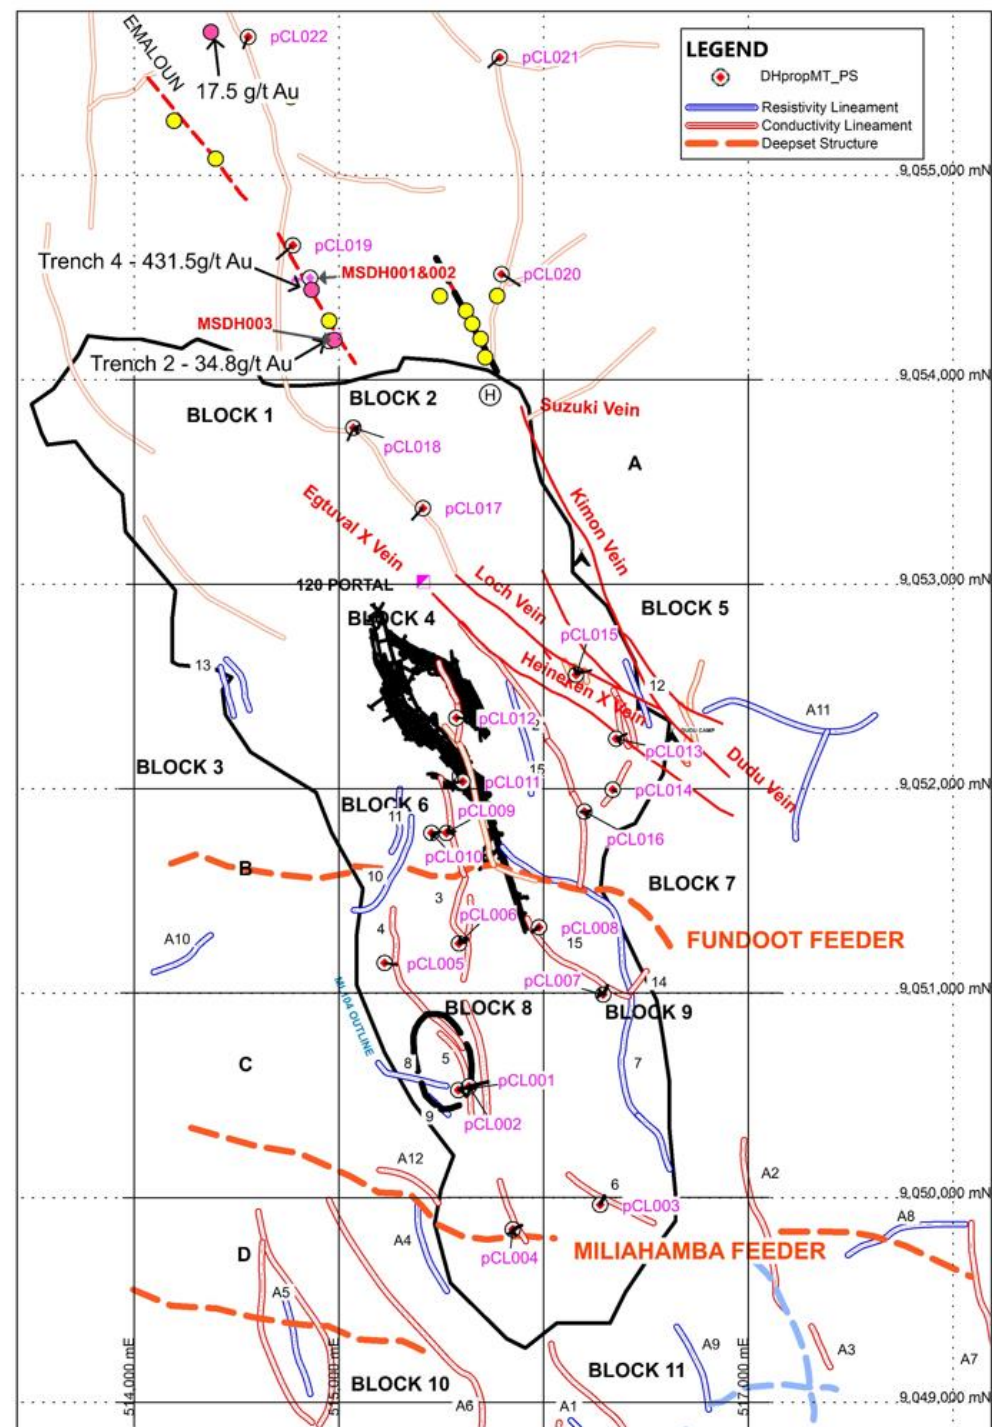 EMALOUN
pCL022
pCL021
17.5 g/t Au
LEGEND
DHpropMT_PS
Resistivity Lineament
Conductivity Lineament
Deepset Structure
9,055,000 mN
pCL019
Trench 4 - 431.5g/t Au
MSDH001&002
pCL020
MSDH003
Trench 2 - 34.8g/t Au
9,054,000 mN
BLOCK 1
BLOCK 2
H
Suzuki Vein
pCL018
A
Egtuval X Vein
Kimon Vein
pCL017
120 PORTAL
Loch Vein
9,053,000 mN
BLOCK 4
BLOCK 5
pCL015
13
Heineken X Vein
12
pCL012
2
A11
DUDU CAMP
pCL013
BLOCK 3
15
Dudu Vein
pCL011
pCL014
9,052,000 mN
BLOCK 6
pCL009
11
pCL016
pCL010
B
10
BLOCK 7
3
pCL006
4
A10
pCL008
15
FUNDOOT FEEDER
pCL005
pCL007
14
ML104 OUTLINE
9,051,000 mN
BLOCK 8
BLOCK 9
C
8
5
7
pCL001
9
pCL002
A12
A2
6
9,050,000 mN
pCL003
A4
A8
D
pCL004
MILIAHAMBA FEEDER
A5
A9
A3
A7
514,000 mE
515,000 mE
517,000 mE
BLOCK 10
BLOCK 11
9,049,000 mN
A6
A1